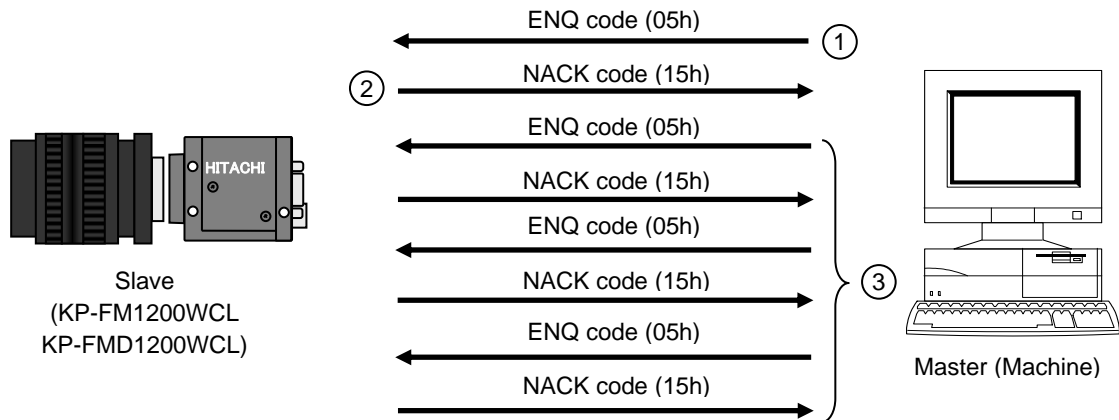 ENQ code (05h)
①
NACK code (15h)
②
ENQ code (05h)
HITACHI
NACK code (15h)
ENQ code (05h)
Slave
(KP-FM1200WCL
KP-FMD1200WCL)
NACK code (15h)
③
ENQ code (05h)
Master (Machine)
NACK code (15h)